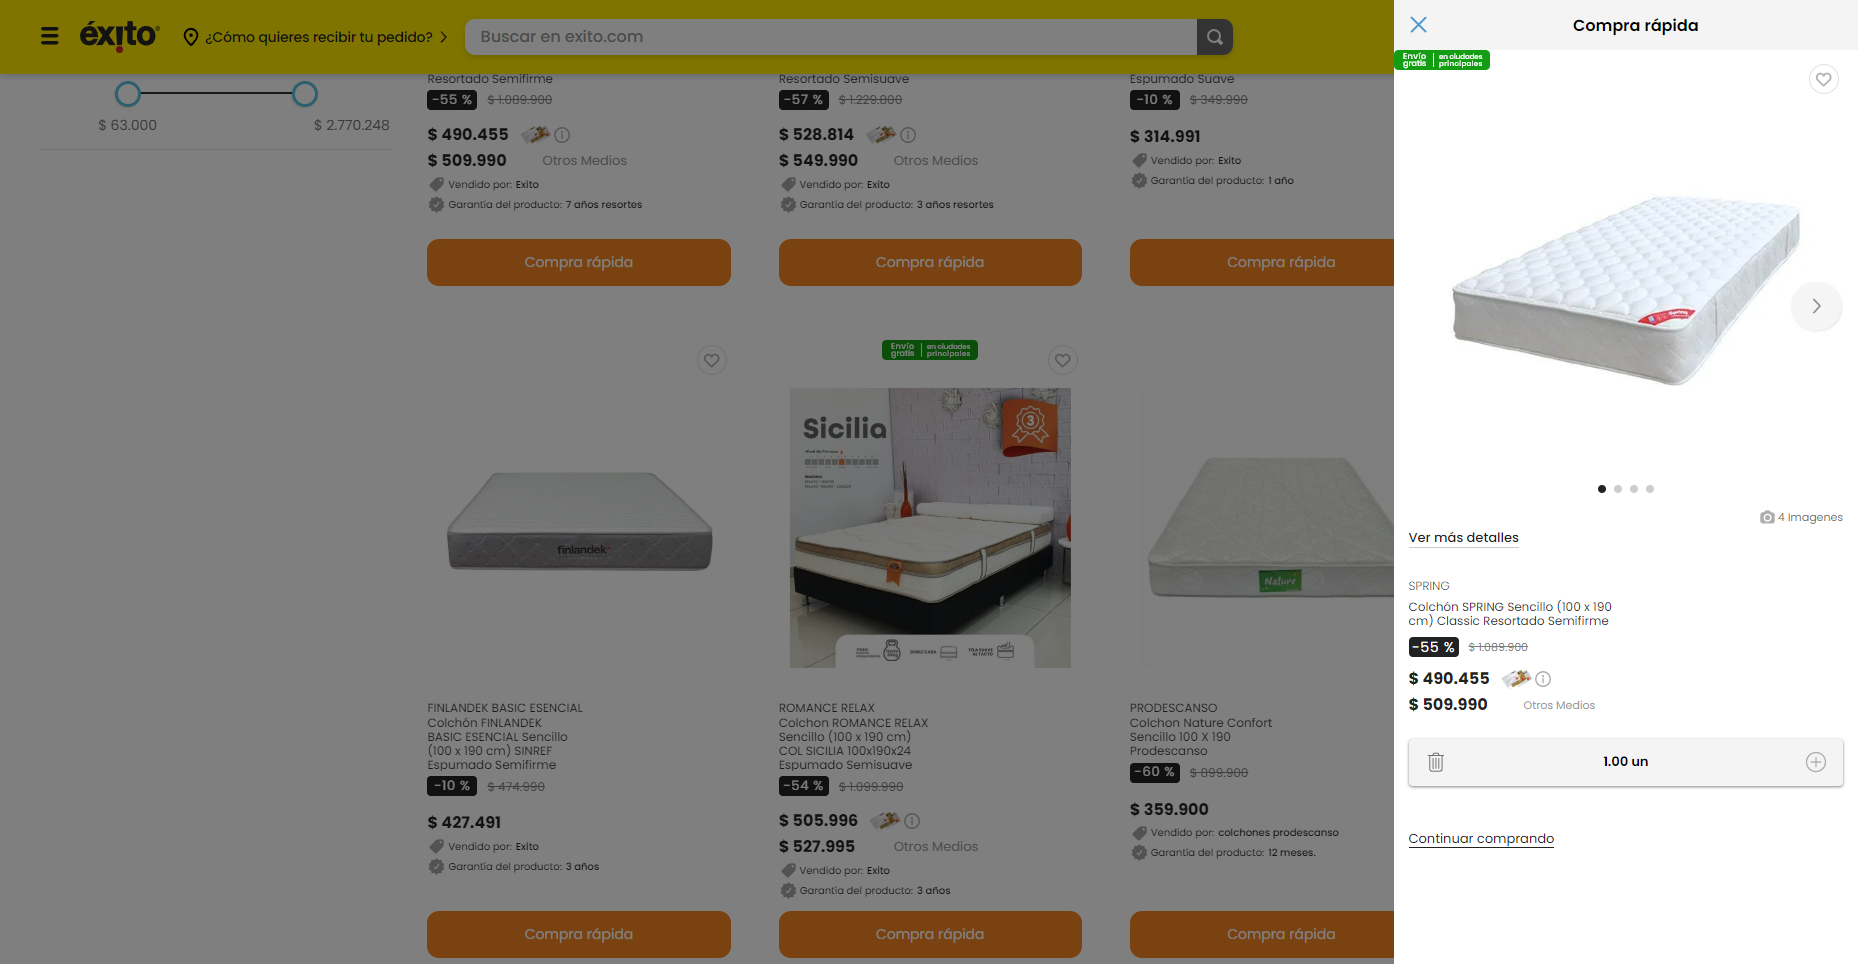 éxito
¿Cómo quieres recibir tu pedido?
Buscar en exito.com
$ 63.000
$ 2.770.248
Resortado Semifirme
-55 %
$ 1.089.900
$ 490.455
$ 509.990
Otros Medios
Vendido por: Exito
Garantía del producto: 7 años resortes
Compra rápida
Resortado Semisuave
-57 %
$ 1.229.800
$ 528.814
$ 549.990
Otros Medios
Vendido por: Exito
Garantía del producto: 3 años resortes
Compra rápida
Espumado Suave
-10 %
$ 349.990
$ 314.991
Vendido por: Exito
Garantía del producto: 1 año
Compra rápida
finlandek
FINLANDEK BASIC ESENCIAL
Colchón FINLANDEK
BASIC ESENCIAL Sencillo
(100 x 190 cm) SINREF
Espumado Semifirme
-10 %
$ 474.990
$ 427.491
Vendido por: Exito
Garantía del producto: 3 años
Compra rápida
Envío gratis
en ciudades principales
Sicilia
3
ROMANCE RELAX
Colchon ROMANCE RELAX
Sencillo (100 x 190 cm)
COL SICILIA 100x190x24
Espumado Semisuave
-54 %
$ 1.099.990
$ 505.996
$ 527.995
Otros Medios
Vendido por: Exito
Garantía del producto: 3 años
Compra rápida
Nature
PRODESCANSO
Colchon Nature Confort
Sencillo 100 X 190
Prodescanso
-60 %
$ 899.900
$ 359.900
Vendido por: colchones prodescanso
Garantía del producto: 12 meses.
Compra rápida
Compra rápida
Envío gratis
en ciudades principales
Spring
4 Imagenes
Ver más detalles
SPRING
Colchón SPRING Sencillo (100 x 190
cm) Classic Resortado Semifirme
-55 %
$ 1.089.900
$ 490.455
$ 509.990
Otros Medios
1.00 un
Continuar comprando